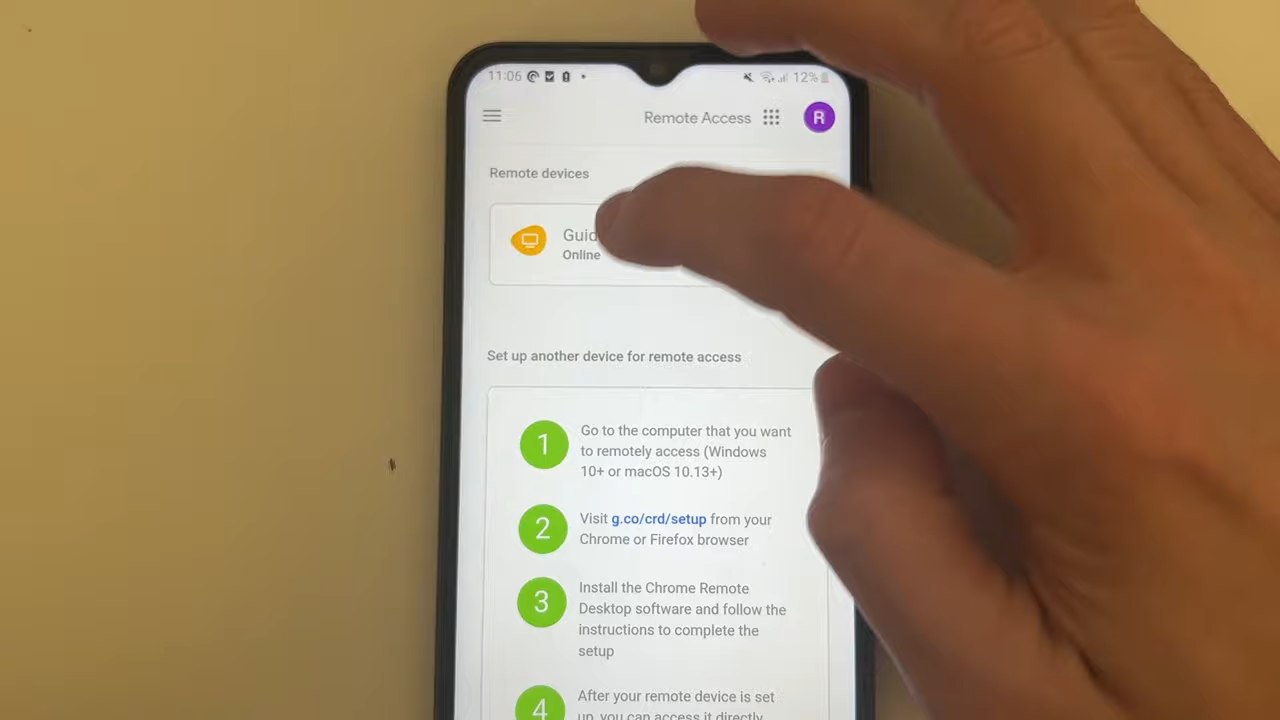 11:06
12%
Remote Access
R
Remote devices
Online
Set up another device for remote access
1
Go to the computer that you want
to remotely access (Windows
10+ or macOS 10.13+)
2
Visit g.co/crd/setup from your
Chrome or Firefox browser
3
Install the Chrome Remote
Desktop software and follow the
instructions to complete the
setup
4
After your remote device is set
up, you can access it directly